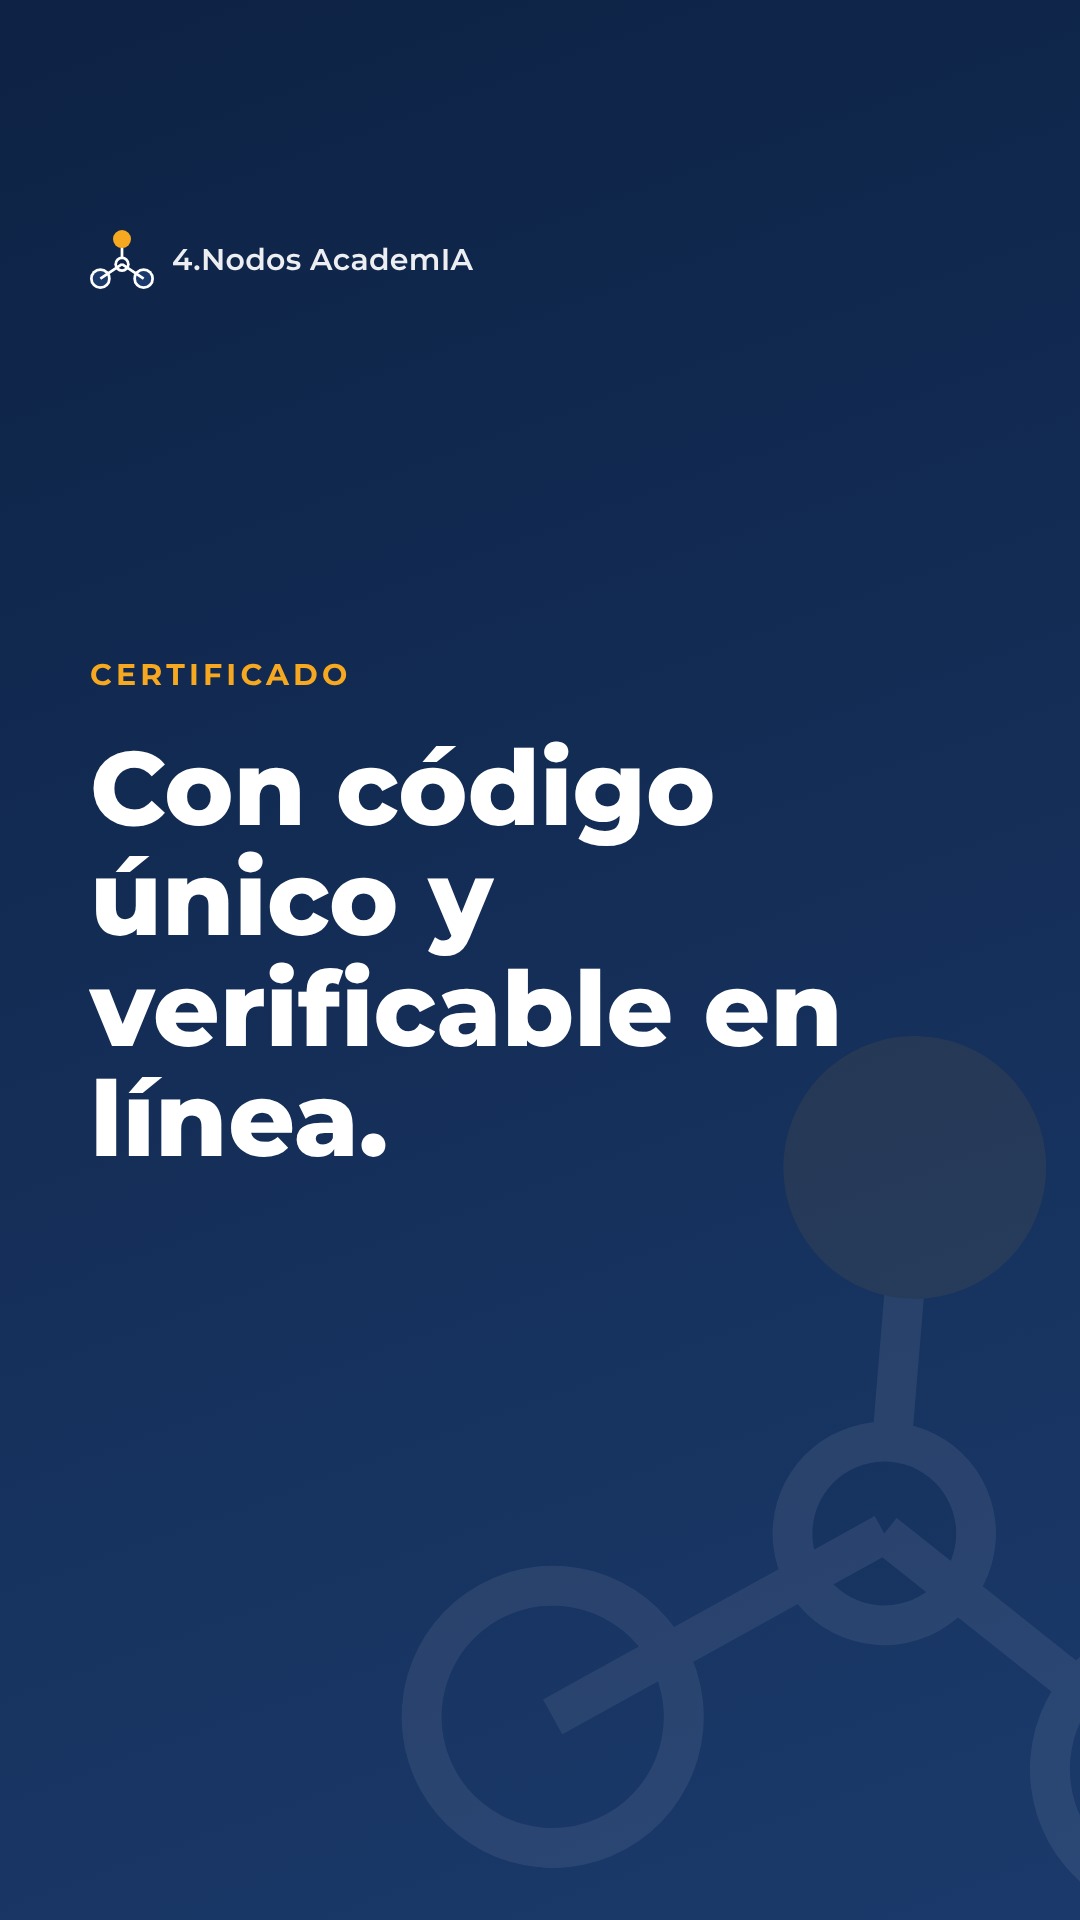 4.Nodos AcademIA
CERTIFICADO
Con código
único y
verificable en
línea.